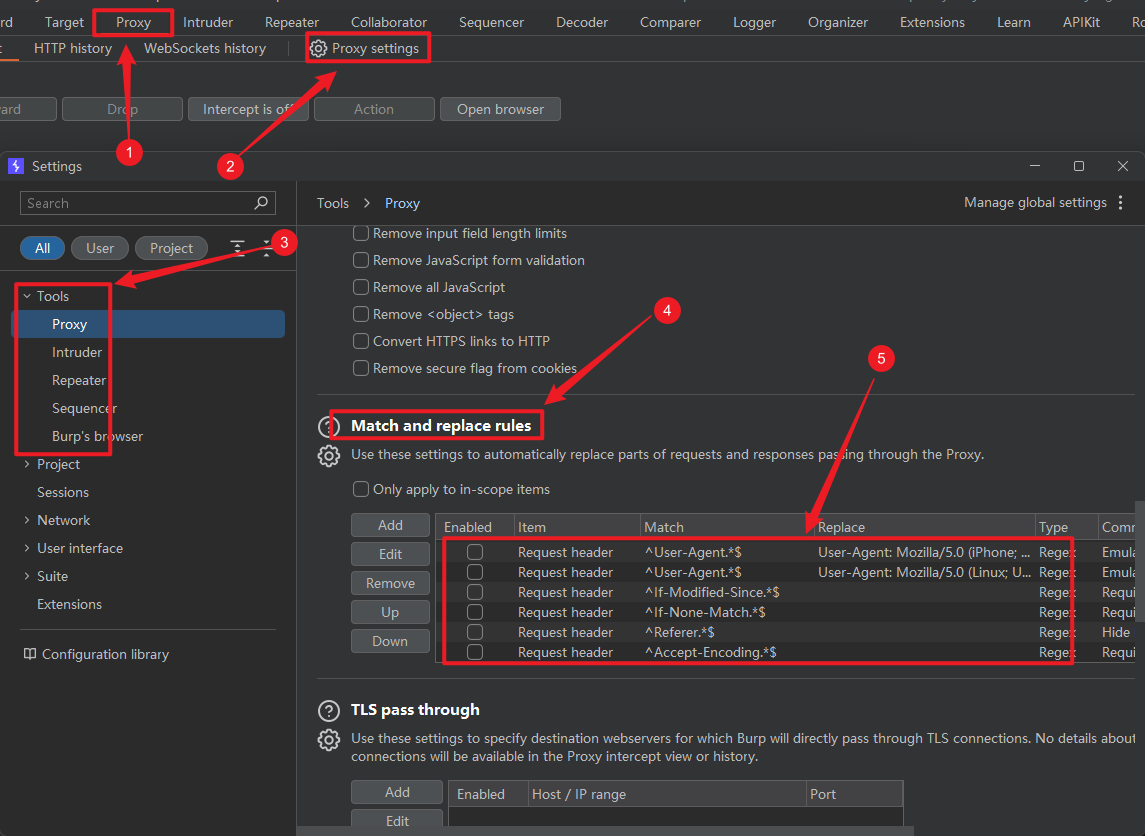 rd Target Proxy Intruder Repeater Collaborator Sequencer Decoder Comparer Logger Organizer Extensions Learn APIKit Ro
HTTP history WebSockets history Proxy settings
ard Drop Intercept is off Action Open browser
1
2
Settings
Search
Tools > Proxy
Manage global settings
All User Project
3
Tools
Proxy
Intruder
Repeater
Sequencer
Burp's browser
Project
Sessions
Network
User interface
Suite
Extensions
Configuration library
Remove input field length limits
Remove JavaScript form validation
Remove all JavaScript
Remove <object> tags
Convert HTTPS links to HTTP
Remove secure flag from cookies
4
5
Match and replace rules
Use these settings to automatically replace parts of requests and responses passing through the Proxy.
Only apply to in-scope items
Add
Edit
Remove
Up
Down
Enabled Item Match Replace Type Comm
Request header ^User-Agent.*$ User-Agent: Mozilla/5.0 (iPhone; ... Regex Emula
Request header ^User-Agent.*$ User-Agent: Mozilla/5.0 (Linux; U... Regex Emula
Request header ^If-Modified-Since.*$ Regex Requi
Request header ^If-None-Match.*$ Regex Requi
Request header ^Referer.*$ Regex Hide
Request header ^Accept-Encoding.*$ Regex Requi
TLS pass through
Use these settings to specify destination webservers for which Burp will directly pass through TLS connections. No details about
connections will be available in the Proxy intercept view or history.
Add
Edit
Enabled Host / IP range Port